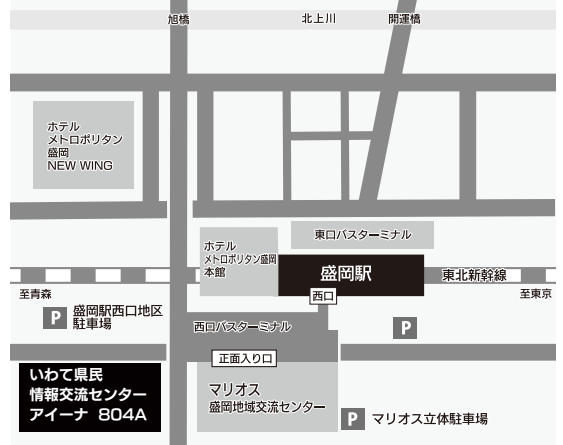 旭橋
北上川
開運橋
ホテル
メトロポリタン
盛岡
NEW WING
東口バスターミナル
ホテル
メトロポリタン盛岡
本館
盛岡駅
東北新幹線
西口
至青森
至東京
P
盛岡駅西口地区
駐車場
西口バスターミナル
P
正面入り口
いわて県民
情報交流センター
アイーナ 804A
マリオス
盛岡地域交流センター
P
マリオス立体駐車場